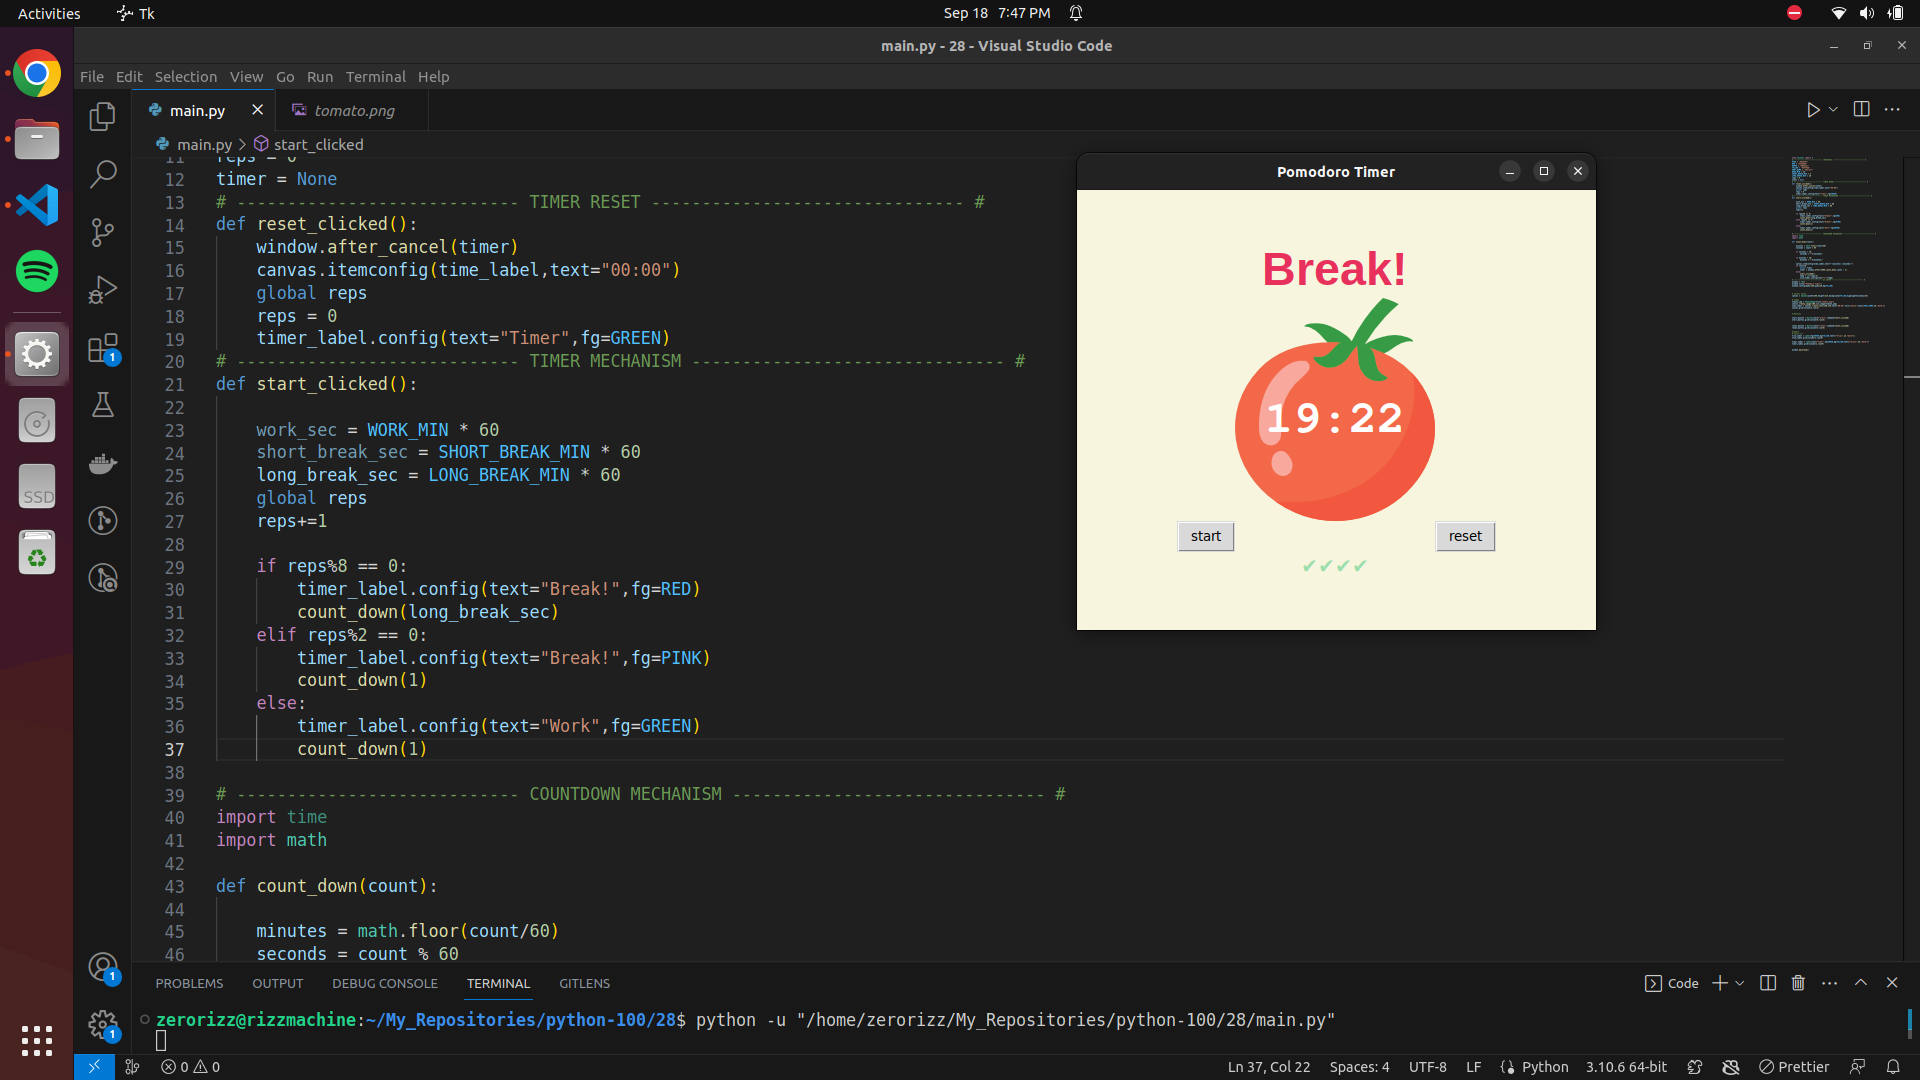 Activities
Tk
Sep 18 7:47 PM
main.py - 28 - Visual Studio Code
File Edit Selection View Go Run Terminal Help
main.py
tomato.png
main.py > start_clicked
11 reps = 0
12 timer = None
13 # ---------------------------- TIMER RESET ------------------------------- #
14 def reset_clicked():
15     window.after_cancel(timer)
16     canvas.itemconfig(time_label,text="00:00")
17     global reps
18     reps = 0
19     timer_label.config(text="Timer",fg=GREEN)
20 # ---------------------------- TIMER MECHANISM ------------------------------- #
21 def start_clicked():
22
23     work_sec = WORK_MIN * 60
24     short_break_sec = SHORT_BREAK_MIN * 60
25     long_break_sec = LONG_BREAK_MIN * 60
26     global reps
27     reps+=1
28
29     if reps%8 == 0:
30         timer_label.config(text="Break!",fg=RED)
31         count_down(long_break_sec)
32     elif reps%2 == 0:
33         timer_label.config(text="Break!",fg=PINK)
34         count_down(1)
35     else:
36         timer_label.config(text="Work",fg=GREEN)
37         count_down(1)
38
39 # ---------------------------- COUNTDOWN MECHANISM ------------------------------- #
40 import time
41 import math
42
43 def count_down(count):
44
45     minutes = math.floor(count/60)
46     seconds = count % 60
Pomodoro Timer
Break!
19:22
start
reset
✔✔✔✔
SSD
1
1
1
PROBLEMS OUTPUT DEBUG CONSOLE TERMINAL GITLENS
Code
zerorizz@rizzmachine:~/My_Repositories/python-100/28$ python -u "/home/zerorizz/My_Repositories/python-100/28/main.py"
0 0
Ln 37, Col 22 Spaces: 4 UTF-8 LF Python 3.10.6 64-bit Prettier